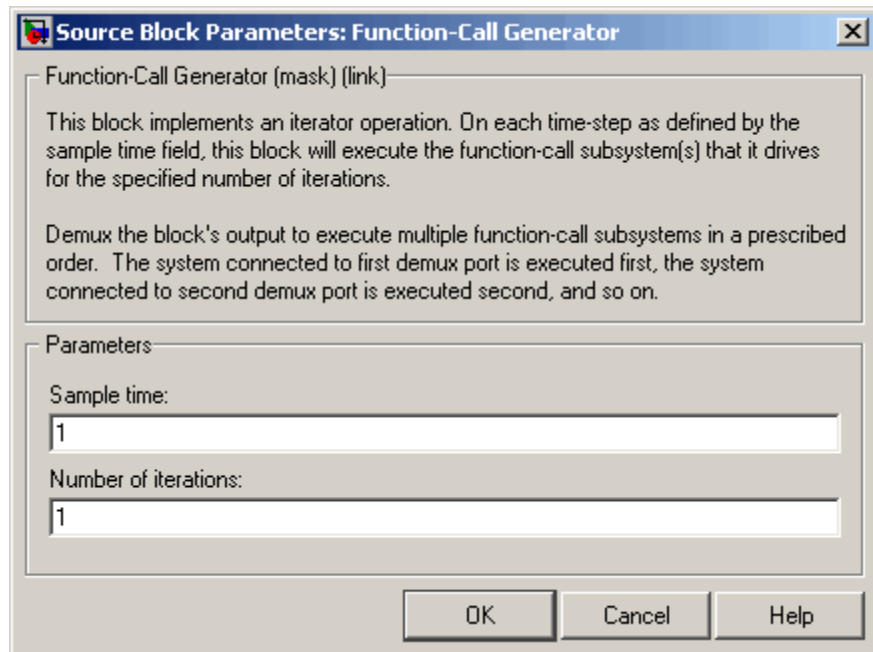 Source Block Parameters: Function-Call Generator
Function-Call Generator (mask) (link)
This block implements an iterator operation. On each time-step as defined by the
sample time field, this block will execute the function-call subsystem(s) that it drives
for the specified number of iterations.
Demux the block's output to execute multiple function-call subsystems in a prescribed
order.  The system connected to first demux port is executed first, the system
connected to second demux port is executed second, and so on.
Parameters
Sample time:
1
Number of iterations:
1
OK Cancel Help